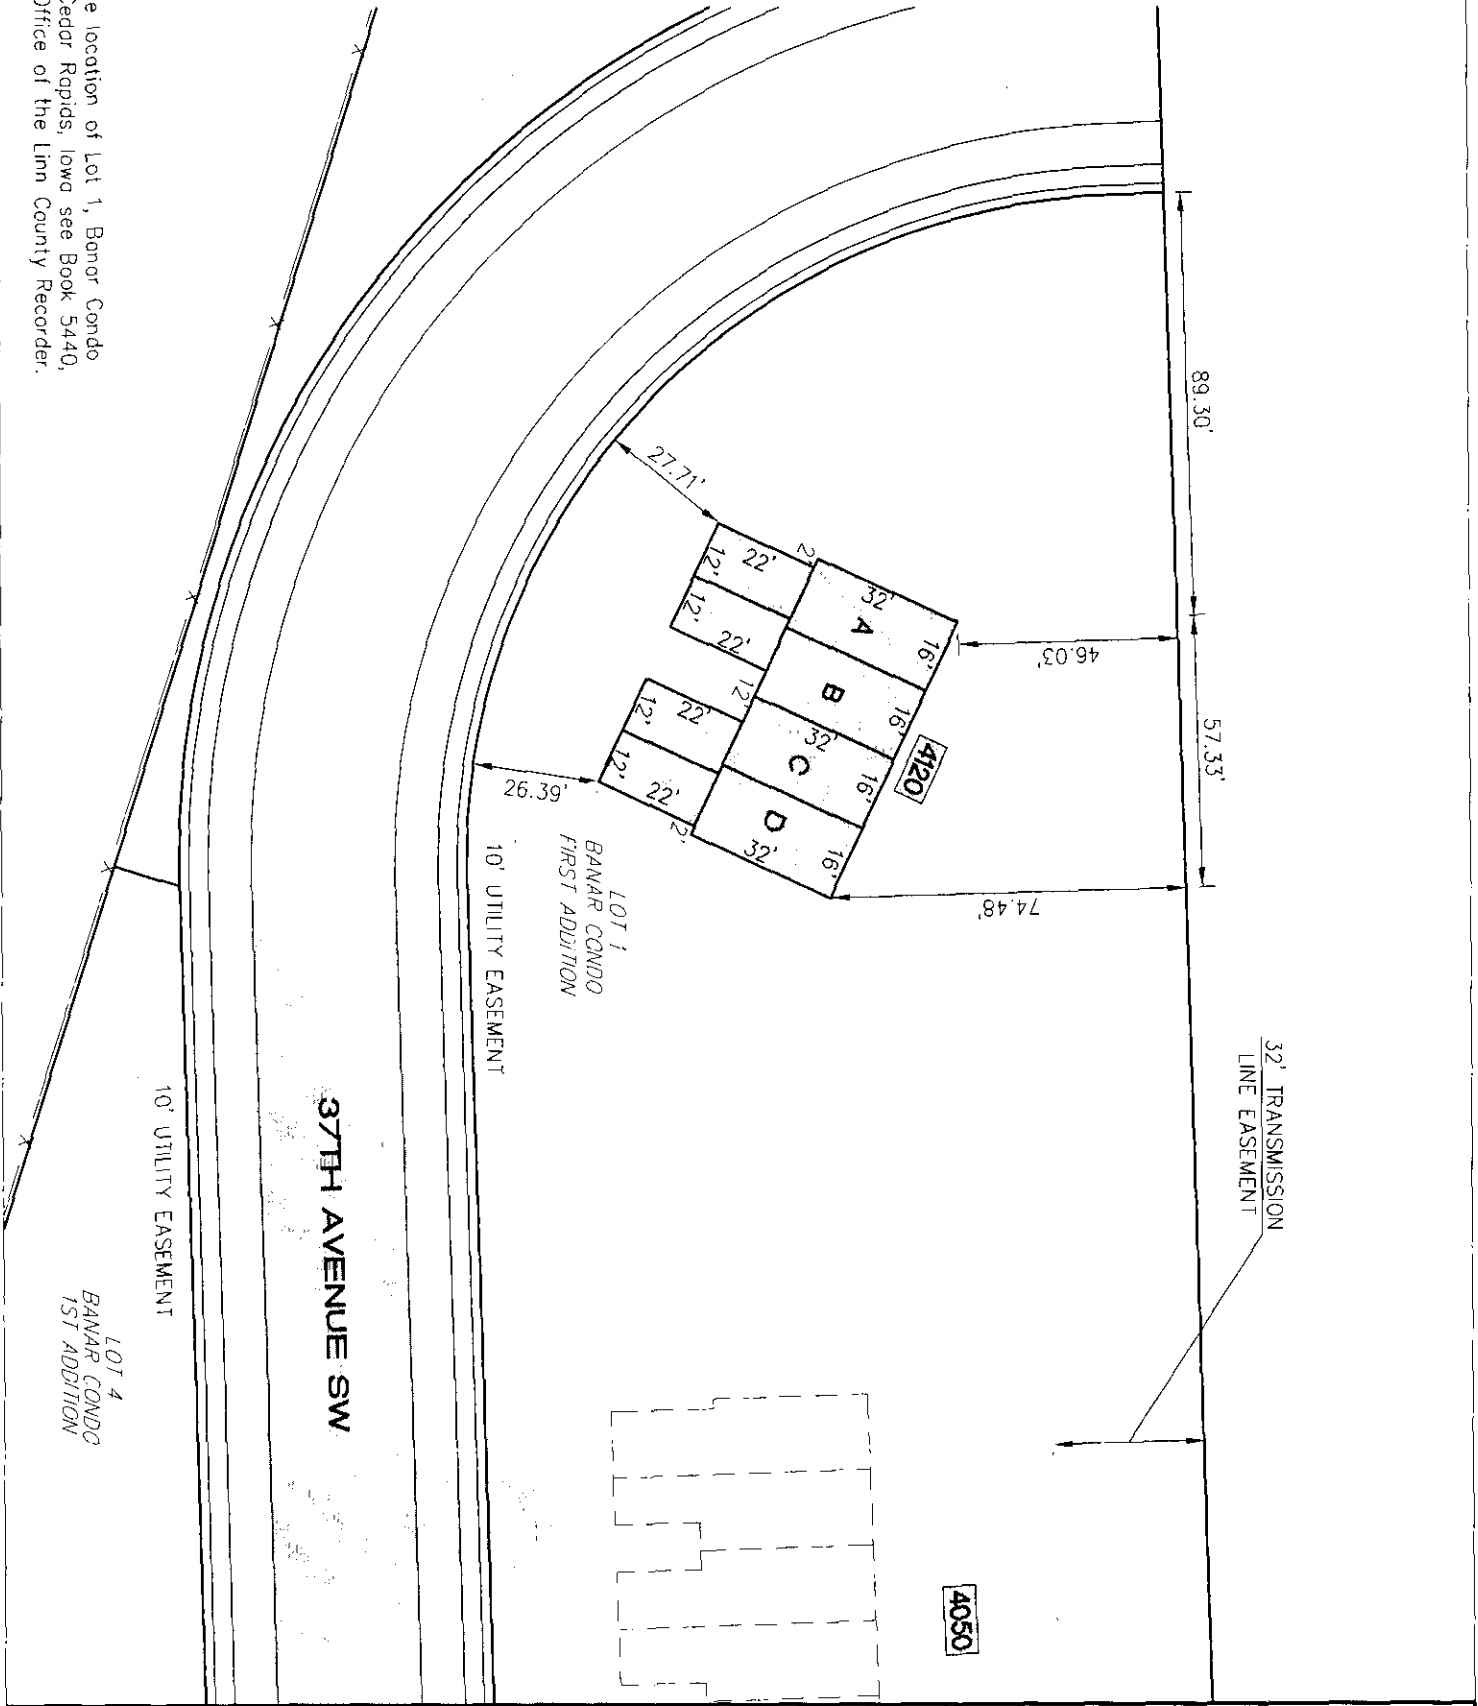 89.30'
57.33'
46.03'
74.48'
32' TRANSMISSION
LINE EASEMENT
4120
4050
16'
16'
16'
16'
32'
A
B
32'
C
D
32'
2'
12'
2'
22'
22'
22'
22'
12'
12'
12'
12'
27.71'
26.39'
LOT 1
BANAR CONDO
FIRST ADDITION
10' UTILITY EASEMENT
37TH AVENUE SW
10' UTILITY EASEMENT
LOT 4
BANAR CONDO
1ST ADDITION
e location of Lot 1, Banar Condo
Cedar Rapids, Iowa see Book 5440,
Office of the Linn County Recorder.